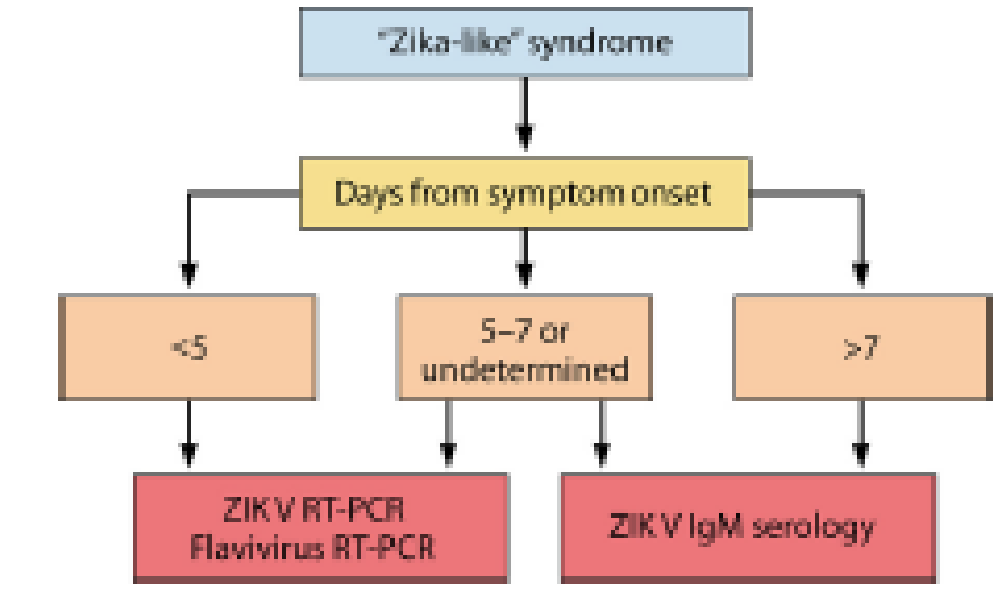 "Zika-like" syndrome
Days from symptom onset
<5
5–7 or
undetermined
>7
ZIKV RT-PCR
Flavivirus RT-PCR
ZIKV IgM serology